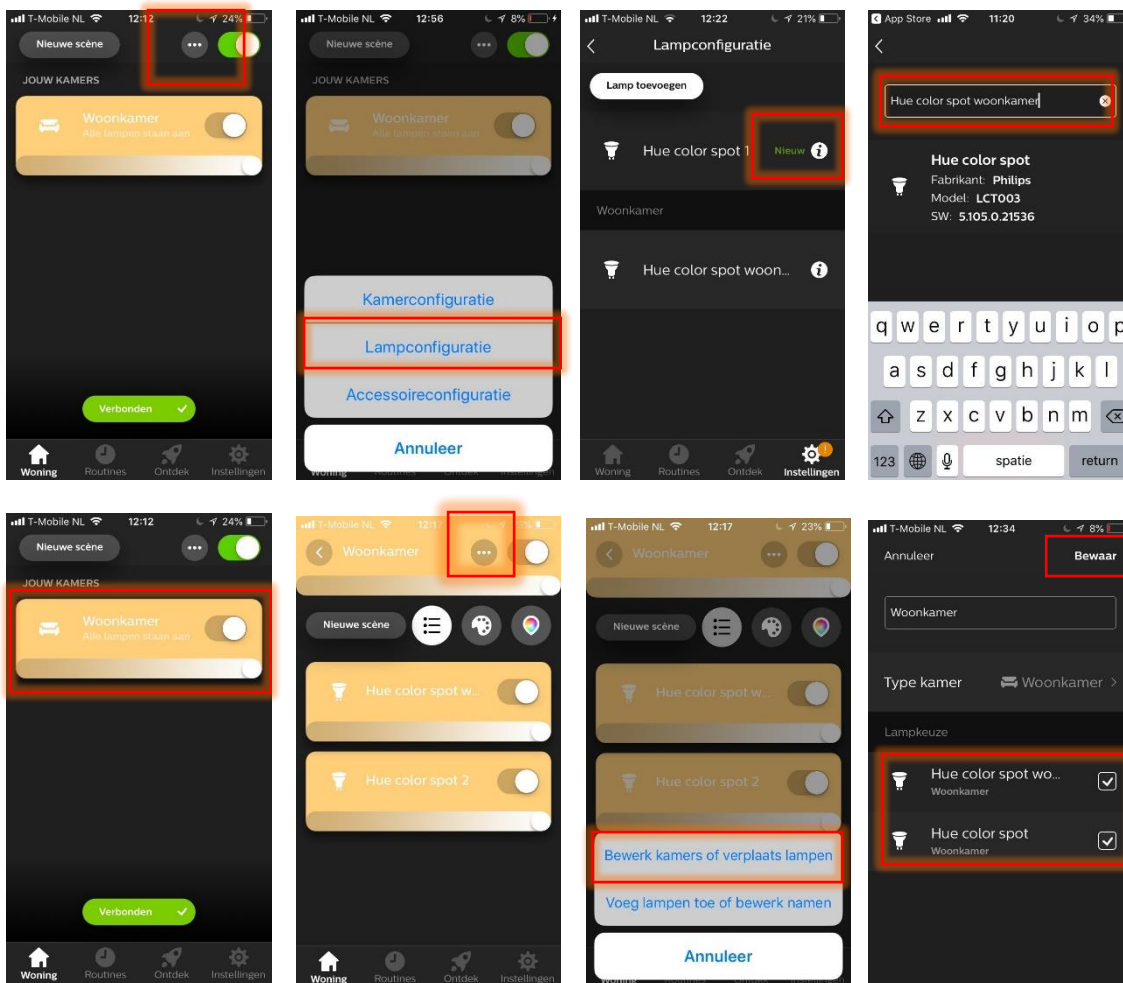 T-Mobile NL 12:12 24%
Nieuwe scène
JOUW KAMERS
Woonkamer
Alle lampen staan aan
Verbonden
Woning Routines Ontdek Instellingen
T-Mobile NL 12:56 8%
Nieuwe scène
JOUW KAMERS
Woonkamer
Alle lampen staan aan
Kamerconfiguratie
Lampconfiguratie
Accessoireconfiguratie
Annuleer
Woning Routines Ontdek Instellingen
T-Mobile NL 12:22 21%
Lampconfiguratie
Lamp toevoegen
Hue color spot 1 Nieuw
Woonkamer
Hue color spot woon...
Woning Routines Ontdek Instellingen
App Store 11:20 34%
Hue color spot woonkamer
Hue color spot
Fabrikant: Philips
Model: LCT003
SW: 5.105.0.21536
q w e r t y u i o p
a s d f g h j k l
z x c v b n m
123 spatie return
T-Mobile NL 12:12 24%
Nieuwe scène
JOUW KAMERS
Woonkamer
Alle lampen staan aan
Verbonden
Woning Routines Ontdek Instellingen
T-Mobile NL
Woonkamer
Nieuwe scène
Hue color spot w...
Hue color spot 2
Woning Routines Ontdek Instellingen
T-Mobile NL 12:17 23%
Woonkamer
Nieuwe scène
Hue color spot w...
Hue color spot 2
Bewerk kamers of verplaats lampen
Voeg lampen toe of bewerk namen
Annuleer
T-Mobile NL 12:34 8%
Annuleer Bewaar
Woonkamer
Type kamer Woonkamer
Lampkeuze
Hue color spot wo...
Woonkamer
Hue color spot
Woonkamer